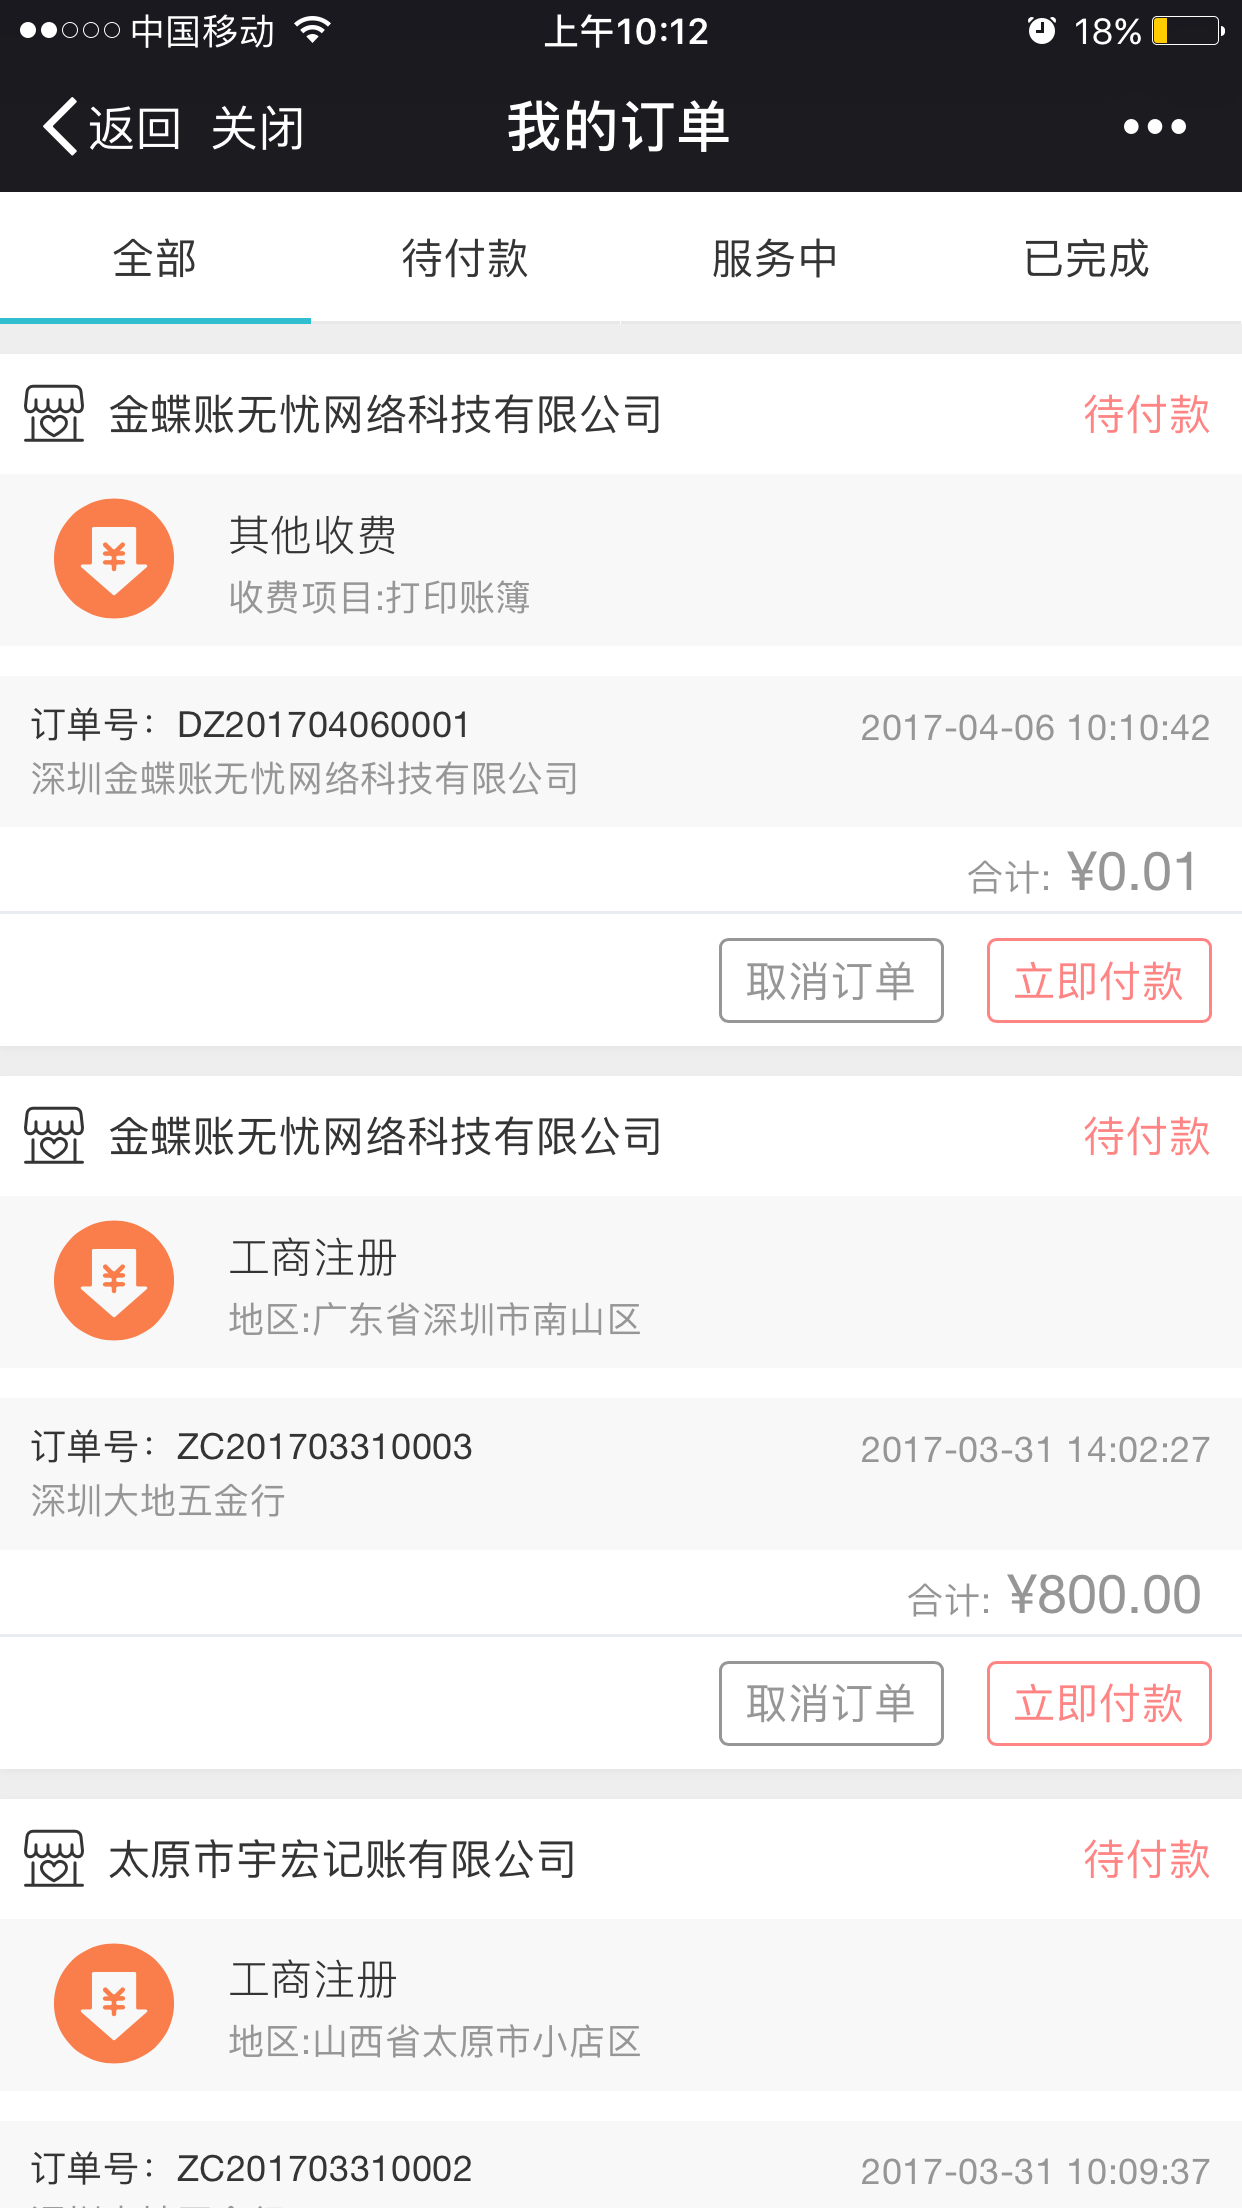 中国移动 上午10:12 18%
返回 关闭 我的订单
全部 待付款 服务中 已完成
金蝶账无忧网络科技有限公司 待付款
其他收费
收费项目:打印账簿
订单号：DZ201704060001 2017-04-06 10:10:42
深圳金蝶账无忧网络科技有限公司
合计: ¥0.01
取消订单 立即付款
金蝶账无忧网络科技有限公司 待付款
工商注册
地区:广东省深圳市南山区
订单号：ZC201703310003 2017-03-31 14:02:27
深圳大地五金行
合计: ¥800.00
取消订单 立即付款
太原市宇宏记账有限公司 待付款
工商注册
地区:山西省太原市小店区
订单号：ZC201703310002 2017-03-31 10:09:37